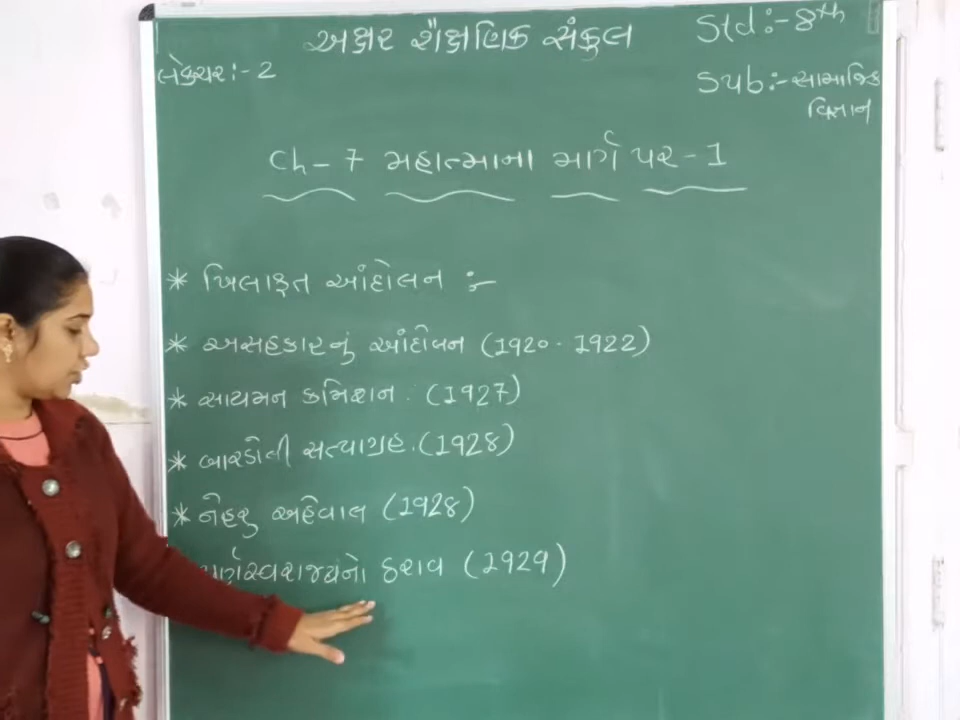 અક્ષર શૈક્ષણિક સંકુલ
Std:- 8th
લેક્ચર:- 2
Sub:- સામાજિક
વિજ્ઞાન
Ch - 7 મહાત્માના માર્ગ પર - 1
* ખિલાફત આંદોલન :-
* અસહકારનું આંદોલન (1920 - 1922)
* સાયમન કમિશન : (1927)
* બારડોલી સત્યાગ્રહ. (1928)
* નેહરુ અહેવાલ (1928)
પૂર્ણસ્વરાજ્યનો ઠરાવ (1929)